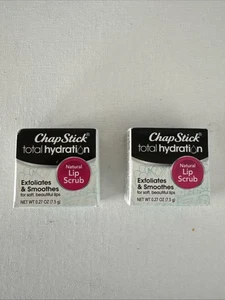 ChapStick®
total hydration
Natural
Lip
Scrub
Exfoliates
& Smoothes
for soft, beautiful lips
NET WT 0.27 OZ (7.5 g)
ChapStick®
total hydration
Natural
Lip
Scrub
Exfoliates
& Smoothes
for soft, beautiful lips
NET WT 0.27 OZ (7.5 g)